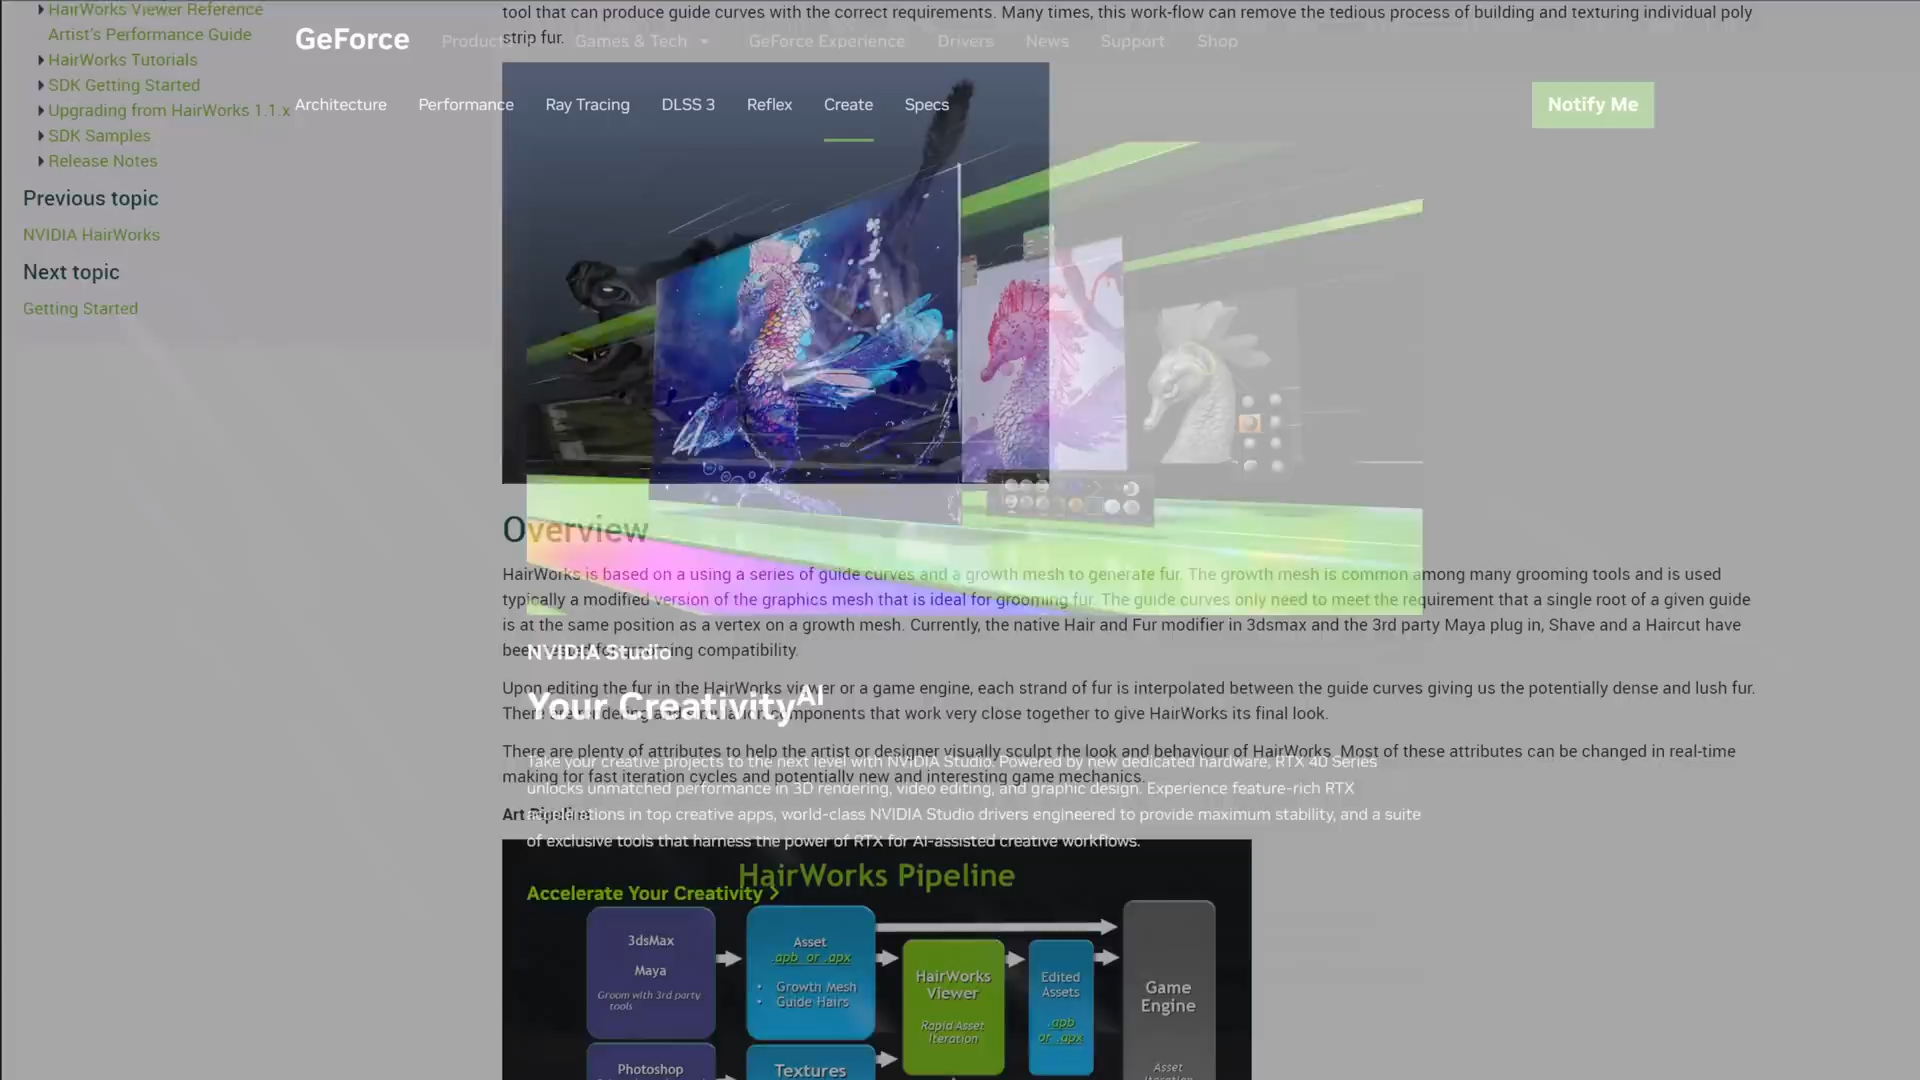 HairWorks Viewer Reference
Artist's Performance Guide
HairWorks Tutorials
SDK Getting Started
Upgrading from HairWorks 1.1.x
SDK Samples
Release Notes
Previous topic
NVIDIA HairWorks
Next topic
Getting Started
tool that can produce guide curves with the correct requirements. Many times, this work-flow can remove the tedious process of building and texturing individual poly
strip fur.
GeForce Products Games & Tech GeForce Experience Drivers News Support Shop
Architecture Performance Ray Tracing DLSS 3 Reflex Create Specs
Notify Me
Overview
HairWorks is based on a using a series of guide curves and a growth mesh to generate fur. The growth mesh is common among many grooming tools and is used
typically a modified version of the graphics mesh that is ideal for grooming fur. The guide curves only need to meet the requirement that a single root of a given guide
is at the same position as a vertex on a growth mesh. Currently, the native Hair and Fur modifier in 3dsmax and the 3rd party Maya plug in, Shave and a Haircut have
been tested for grooming compatibility.
NVIDIA Studio
Your Creativity AI
Upon editing the fur in the HairWorks viewer or a game engine, each strand of fur is interpolated between the guide curves giving us the potentially dense and lush fur.
There are rendering and simulation components that work very close together to give HairWorks its final look.
There are plenty of attributes to help the artist or designer visually sculpt the look and behaviour of HairWorks. Most of these attributes can be changed in real-time
making for fast iteration cycles and potentially new and interesting game mechanics.
Take your creative projects to the next level with NVIDIA Studio. Powered by new dedicated hardware, RTX 40 Series
unlocks unmatched performance in 3D rendering, video editing, and graphic design. Experience feature-rich RTX
accelerations in top creative apps, world-class NVIDIA Studio drivers engineered to provide maximum stability, and a suite
of exclusive tools that harness the power of RTX for AI-assisted creative workflows.
Art Pipeline
Accelerate Your Creativity >
HairWorks Pipeline
3dsMax
Maya
Groom with 3rd party
tools
Photoshop
Asset
.apb or .apx
• Growth Mesh
• Guide Hairs
Textures
HairWorks
Viewer
Rapid Asset
Iteration
Edited
Assets
.apb
or .apx
Game
Engine
Asset